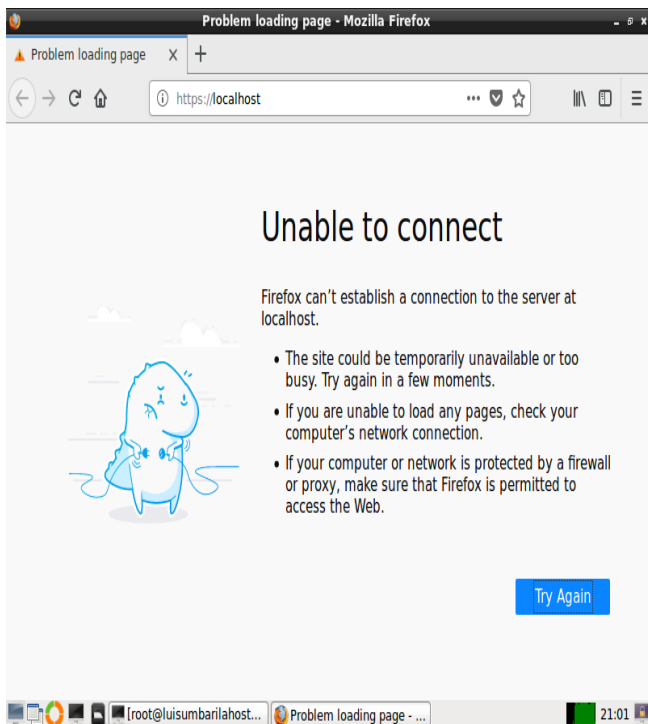 Problem loading page - Mozilla Firefox
Problem loading page
https://localhost
Unable to connect
Firefox can’t establish a connection to the server at
localhost.
• The site could be temporarily unavailable or too
busy. Try again in a few moments.
• If you are unable to load any pages, check your
computer’s network connection.
• If your computer or network is protected by a firewall
or proxy, make sure that Firefox is permitted to
access the Web.
Try Again
[root@luisumbarilahost...
Problem loading page - ...
21:01